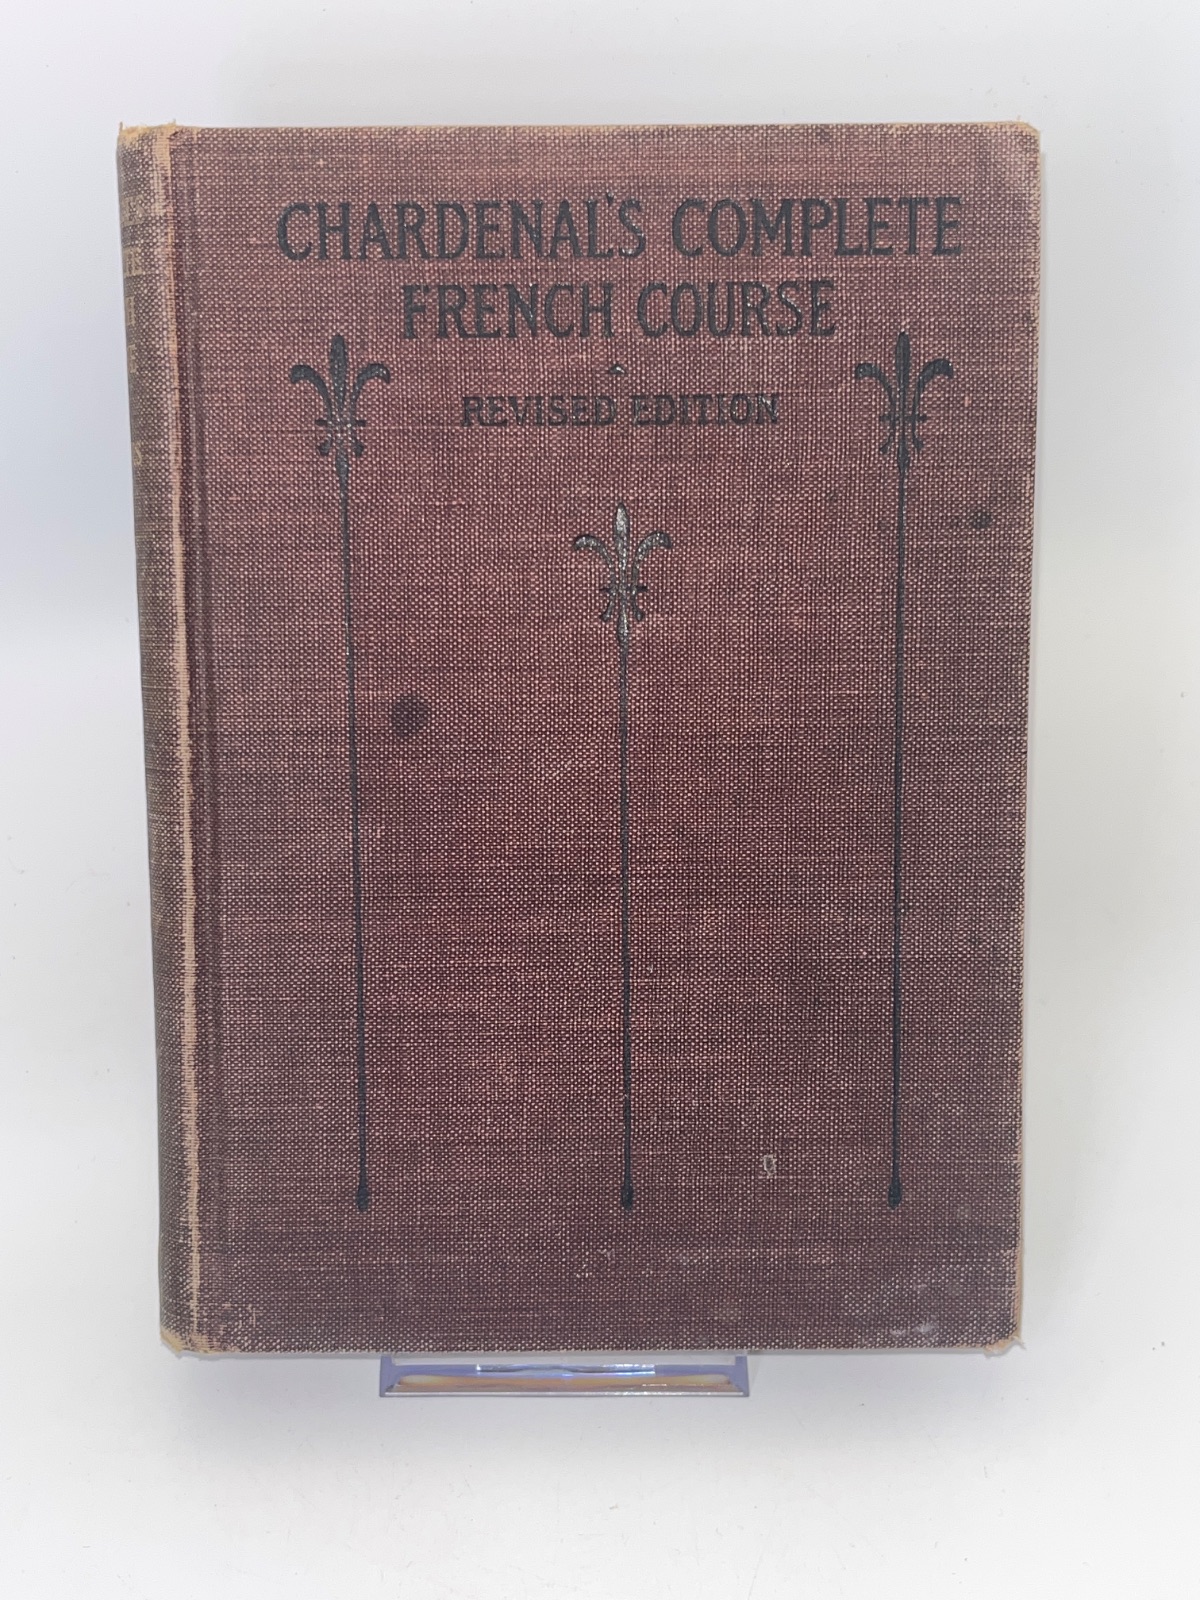 CHARDENAL'S COMPLETE
FRENCH COURSE
REVISED EDITION